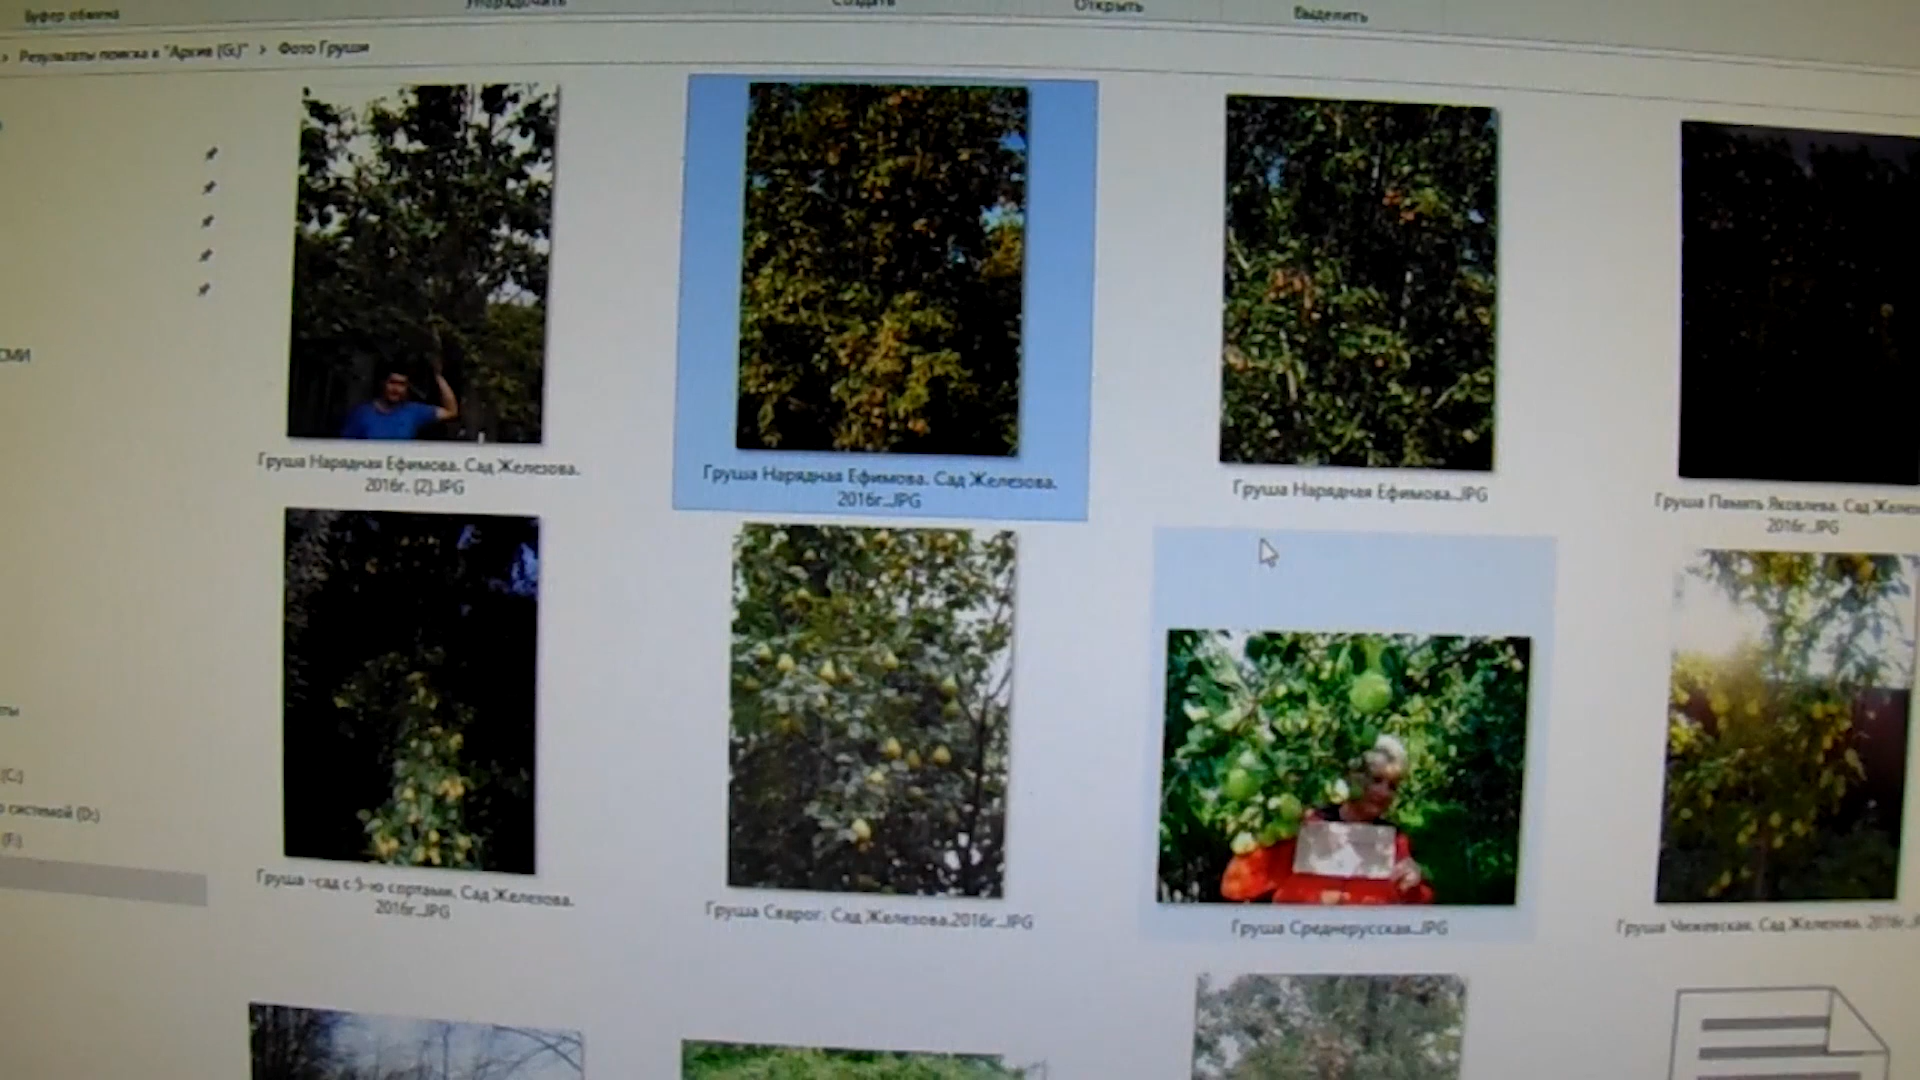 Буфер обмена
Упорядочить
Создать
Открыть
Выделить
Результаты поиска в "Архив (G:)" > Фото Груши
СМИ
Груша Нарядная Ефимова. Сад Железова.
2016г. (2).JPG
Груша Нарядная Ефимова. Сад Железова.
2016г..JPG
Груша Нарядная Ефимова.JPG
Груша Память Яковлева. Сад Железо
2016г..JPG
(C:)
о системой (D:)
(F:)
Груша -сад с 5-ю сортами. Сад Железова.
2016г..JPG
Груша Сварог. Сад Железова.2016г..JPG
Груша Среднерусская.JPG
Груша Чижевская. Сад Железова. 2016г..